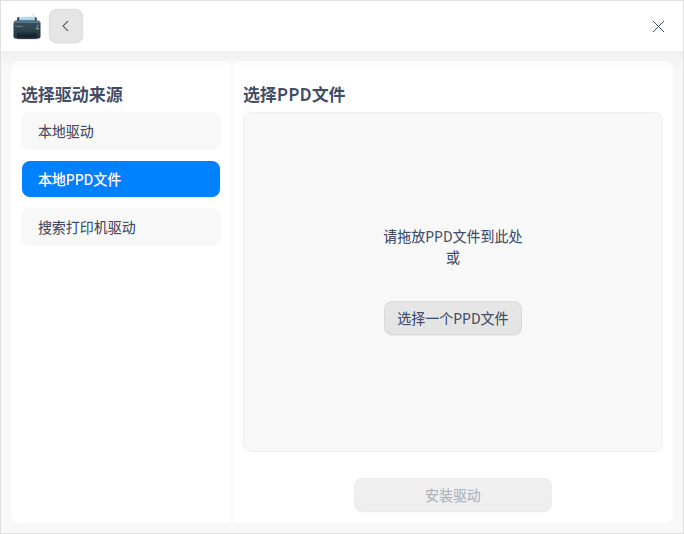 选择驱动来源
本地驱动
本地PPD文件
搜索打印机驱动
选择PPD文件
请拖放PPD文件到此处
或
选择一个PPD文件
安装驱动